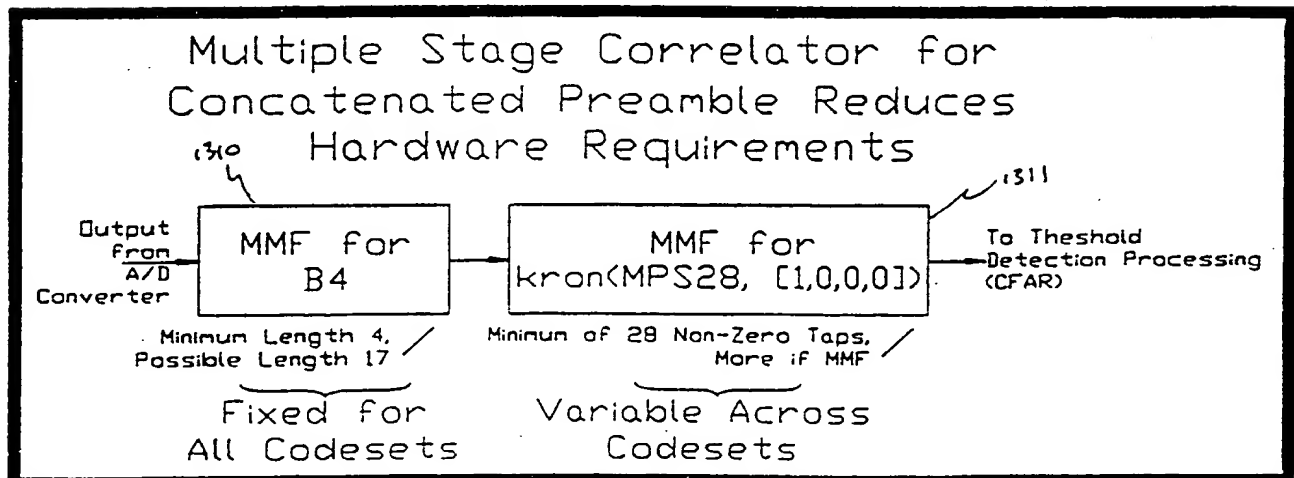 Multiple Stage Correlator for
Concatenated Preamble Reduces
Hardware Requirements
1310
1311
Output
from
A/D
Converter
MMF for
B4
MMF for
kron(MPS28, [1,0,0,0])
To Theshold
Detection Processing
(CFAR)
Minimum Length 4,
Possible Length 17
Minimum of 28 Non-Zero Taps,
More if MMF
Fixed for
All Codesets
Variable Across
Codesets